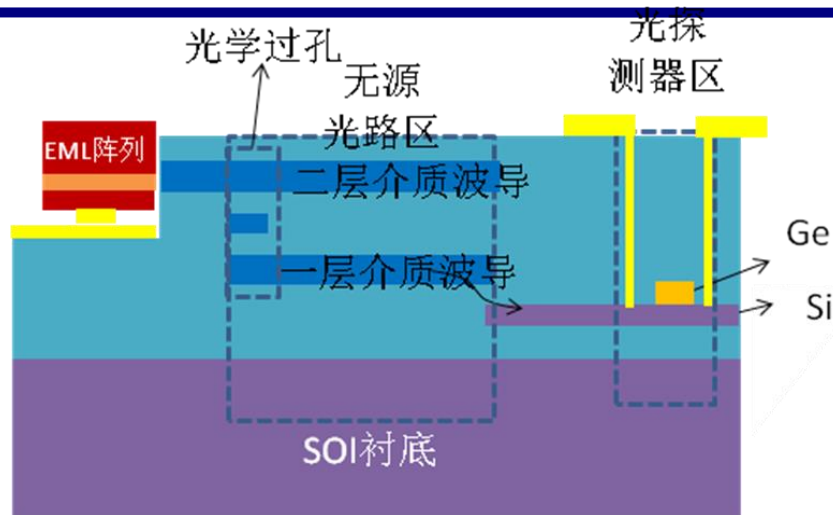 光学过孔
无源
光路区
光探
测器区
EML阵列
二层介质波导
一层介质波导
Ge
Si
SOI衬底